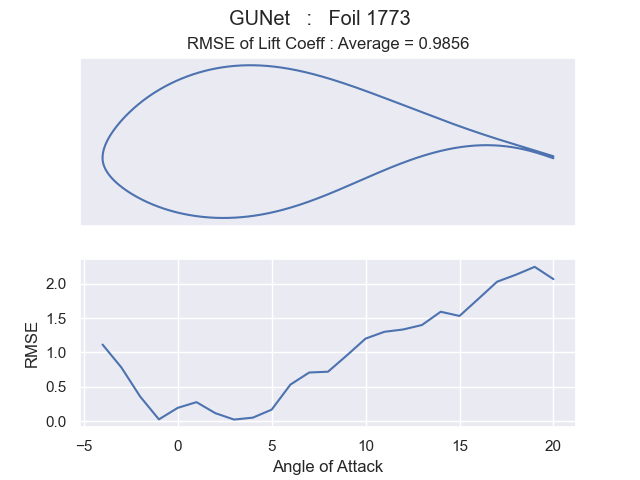 GUNet : Foil 1773
RMSE of Lift Coeff : Average = 0.9856
2.0
1.5
1.0
0.5
0.0
RMSE
−5 0 5 10 15 20
Angle of Attack